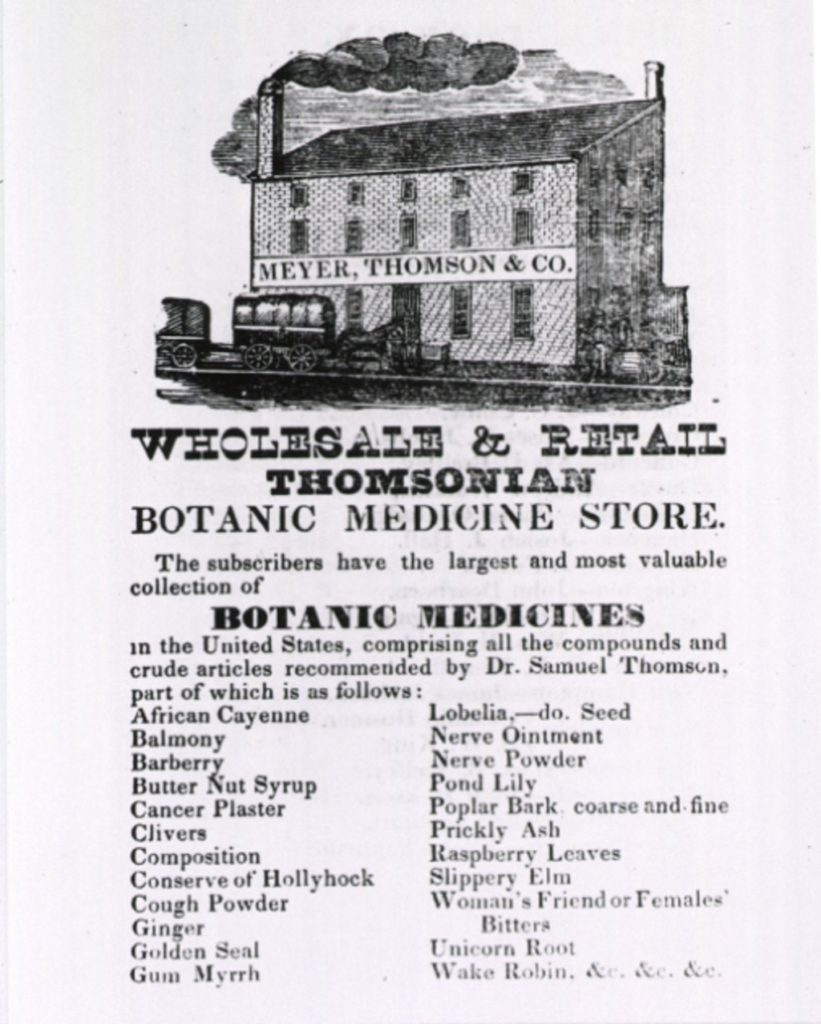 MEYER, THOMSON & CO.
WHOLESALE & RETAIL
THOMSONIAN
BOTANIC MEDICINE STORE.
The subscribers have the largest and most valuable
collection of
BOTANIC MEDICINES
in the United States, comprising all the compounds and
crude articles recommended by Dr. Samuel Thomson,
part of which is as follows:
African Cayenne
Balmony
Barberry
Butter Nut Syrup
Cancer Plaster
Clivers
Composition
Conserve of Hollyhock
Cough Powder
Ginger
Golden Seal
Gum Myrrh
Lobelia,—do. Seed
Nerve Ointment
Nerve Powder
Pond Lily
Poplar Bark, coarse and fine
Prickly Ash
Raspberry Leaves
Slippery Elm
Woman's Friend or Females'
Bitters
Unicorn Root
Wake Robin, &c. &c. &c.